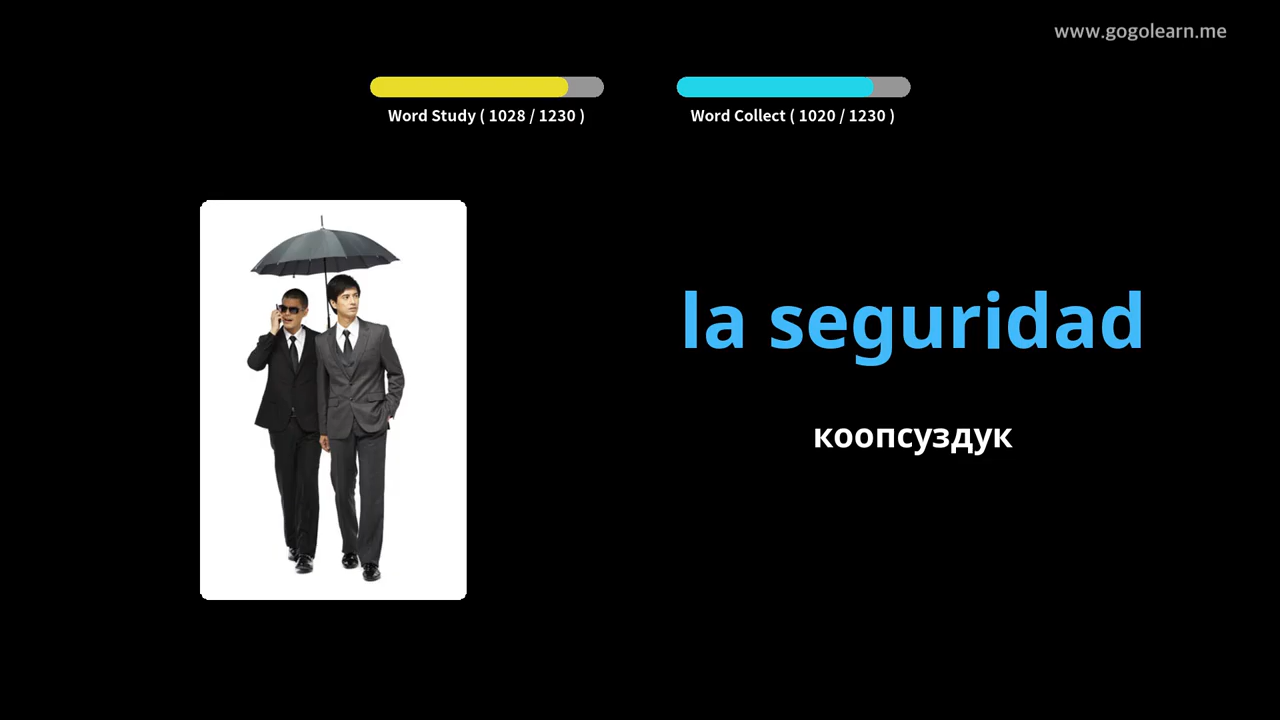 www.gogolearn.me
Word Study ( 1028 / 1230 )
Word Collect ( 1020 / 1230 )
la seguridad
коопсуздук